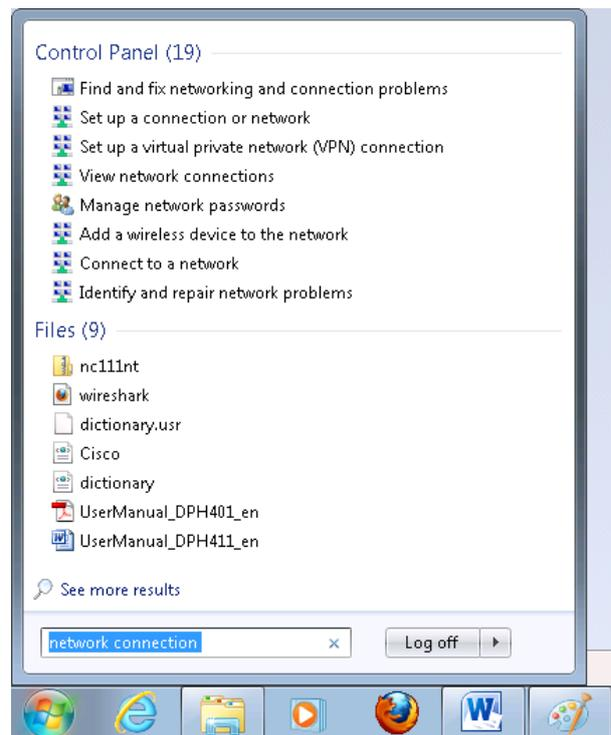 Control Panel (19)
Find and fix networking and connection problems
Set up a connection or network
Set up a virtual private network (VPN) connection
View network connections
Manage network passwords
Add a wireless device to the network
Connect to a network
Identify and repair network problems
Files (9)
nc111nt
wireshark
dictionary.usr
Cisco
dictionary
UserManual_DPH401_en
UserManual_DPH411_en
See more results
network connection
Log off